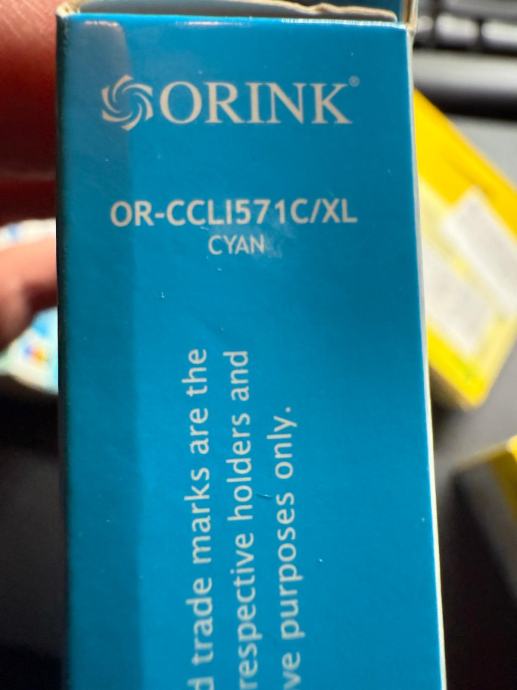 ORINK®
OR-CCLI571C/XL
CYAN
d trade marks are the
respective holders and
ve purposes only.